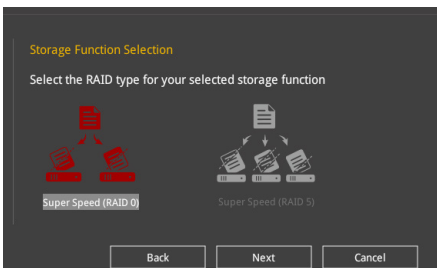 Storage Function Selection
Select the RAID type for your selected storage function
Super Speed (RAID 0)
Super Speed (RAID 5)
Back
Next
Cancel